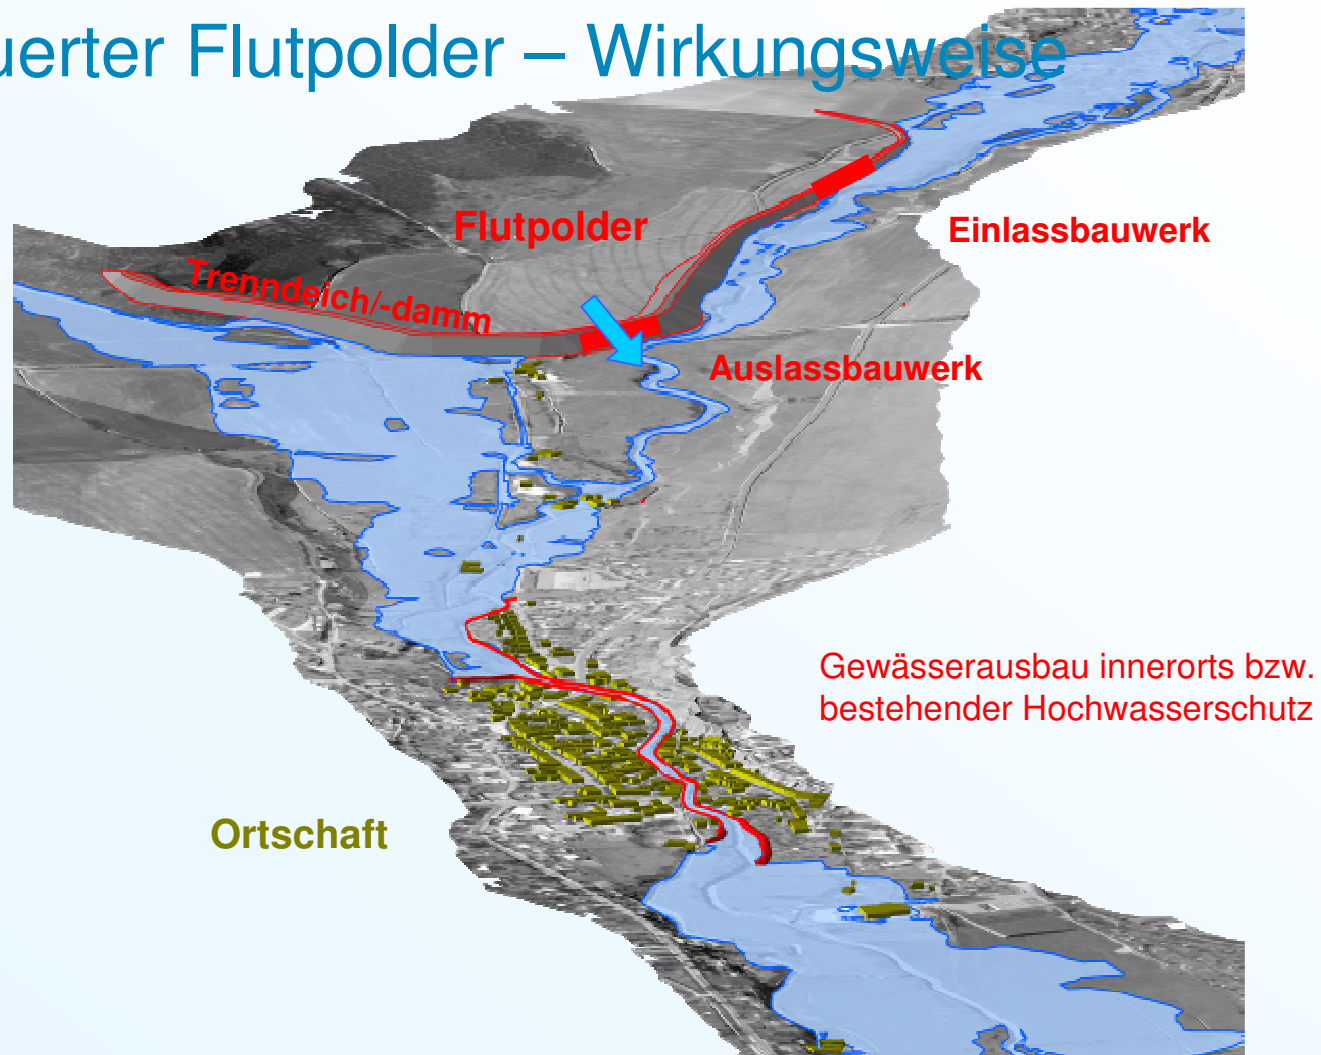 uerter Flutpolder – Wirkungsweise
Flutpolder
Einlassbauwerk
Trenndeich/-damm
Auslassbauwerk
Gewässerausbau innerorts bzw.
bestehender Hochwasserschutz
Ortschaft